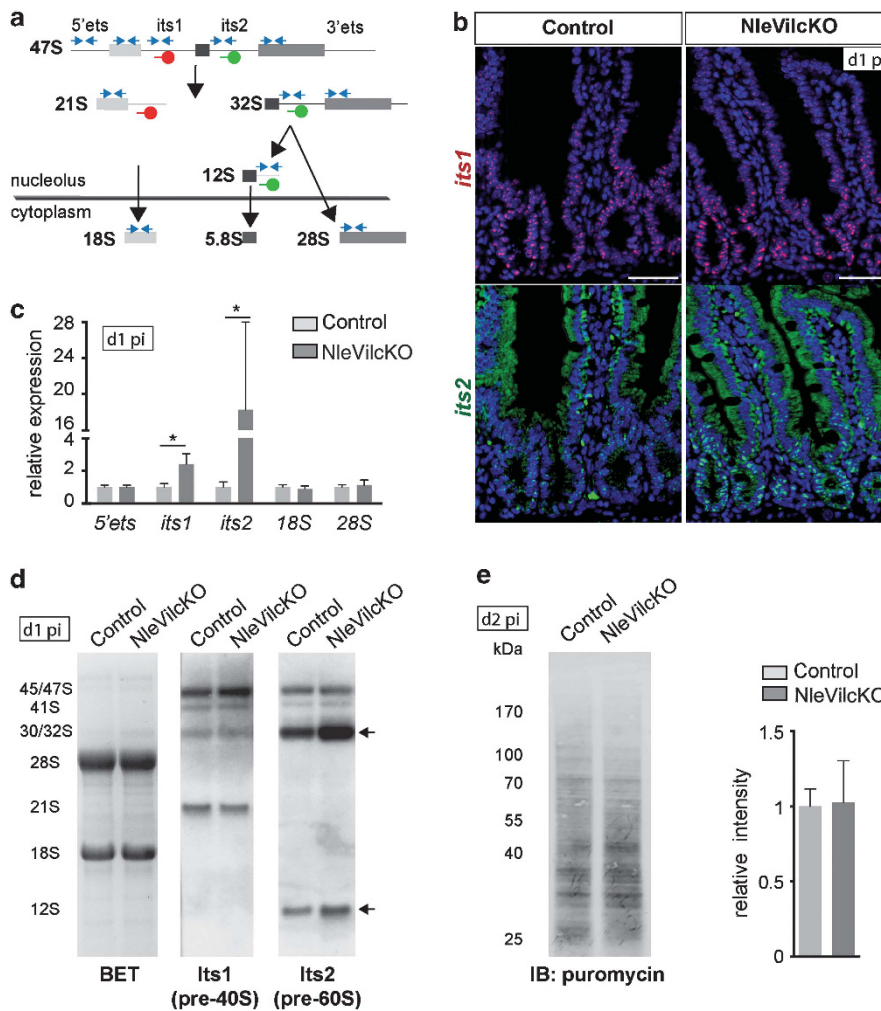 a
5'ets
its1
its2
3'ets
47S
21S
32S
12S
nucleolus
cytoplasm
18S
5.8S
28S
b
Control
NleVilcKO
d1 pi
its1
its2
c
d1 pi
Control
NleVilcKO
relative expression
28
24
20
16
4
2
0
5'ets
its1
its2
18S
28S
d
d1 pi
Control
NleVilcKO
Control
NleVilcKO
Control
NleVilcKO
45/47S
41S
30/32S
28S
21S
18S
12S
BET
Its1
(pre-40S)
Its2
(pre-60S)
e
d2 pi
Control
NleVilcKO
kDa
170
100
70
55
40
25
IB: puromycin
Control
NleVilcKO
relative intensity
1.5
1
0.5
0